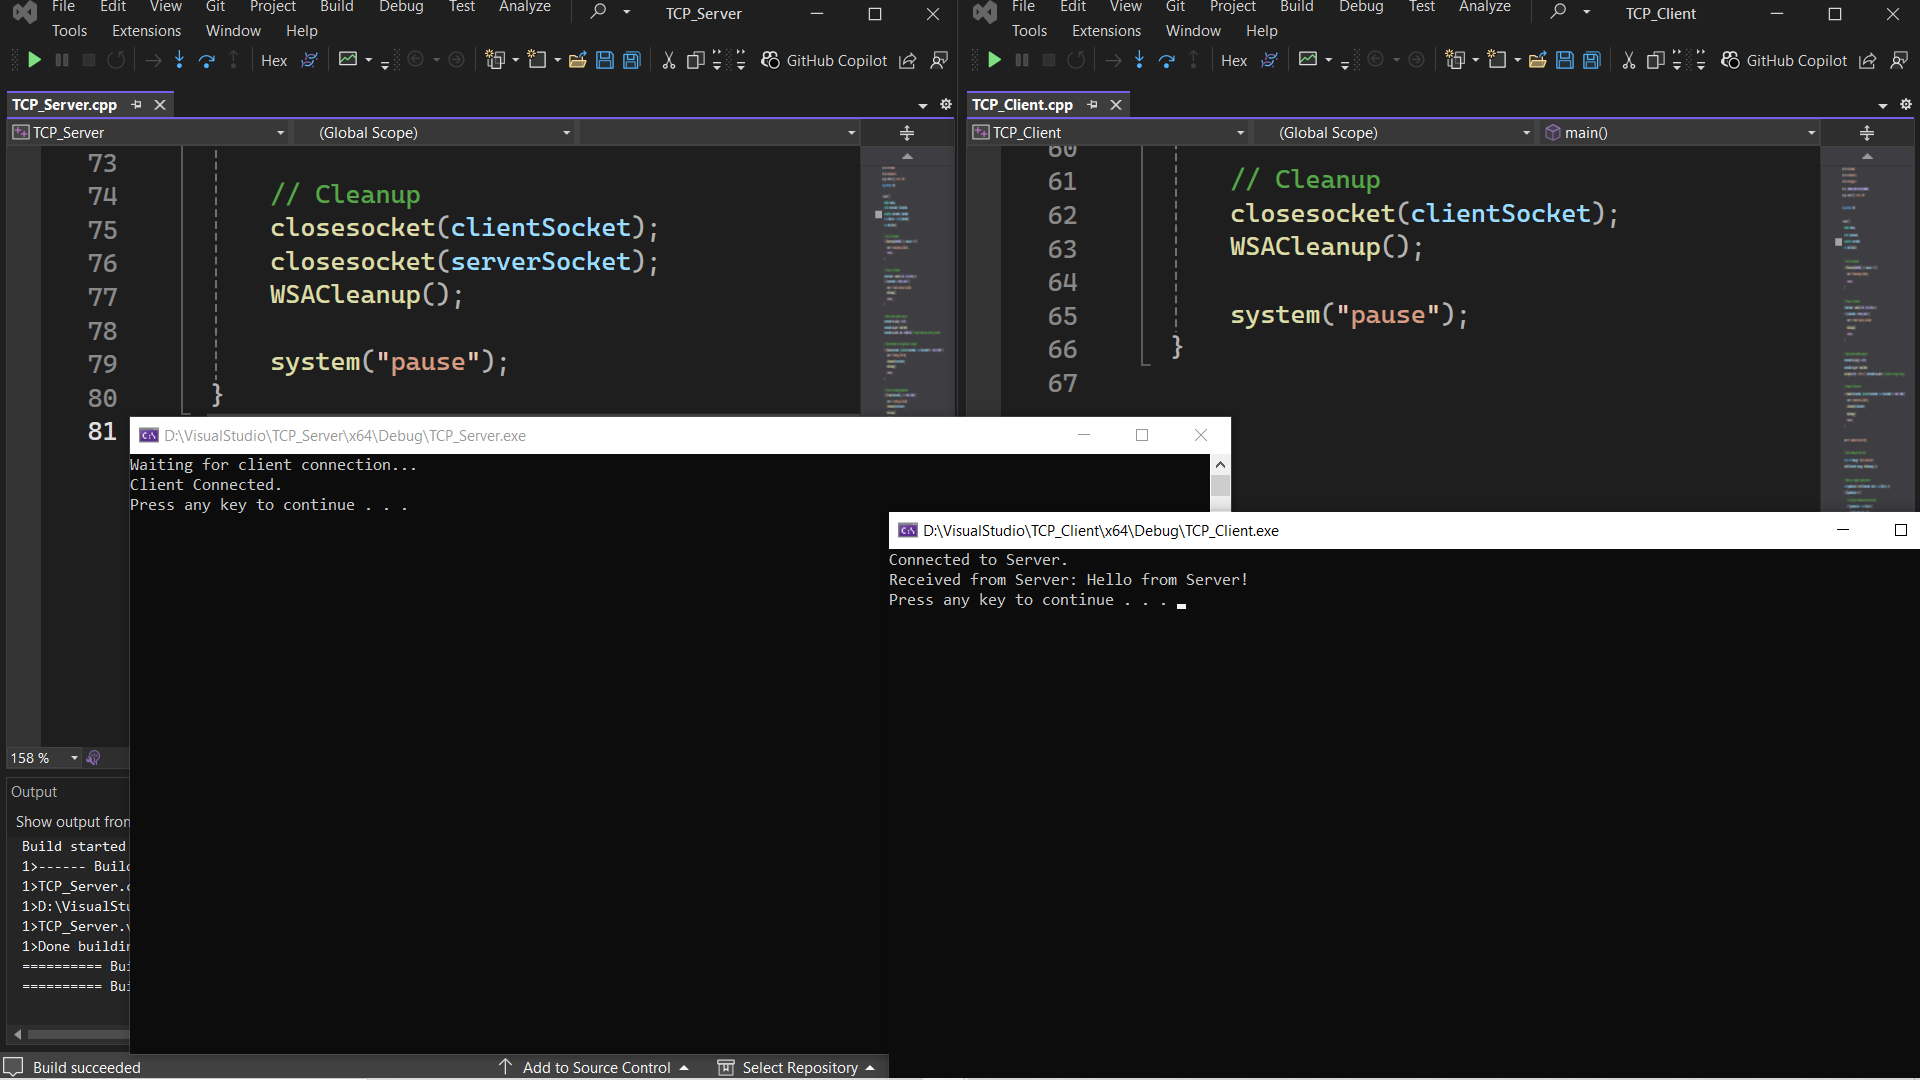 File Edit View Git Project Build Debug Test Analyze TCP_Server
Tools Extensions Window Help
Hex GitHub Copilot
TCP_Server.cpp
TCP_Server (Global Scope)
73
74 // Cleanup
75 closesocket(clientSocket);
76 closesocket(serverSocket);
77 WSACleanup();
78
79 system("pause");
80 }
81
158 %
Output
Show output from
Build started
1>------ Build
1>TCP_Server.c
1>D:\VisualStu
1>TCP_Server.v
1>Done buildin
========== Bui
========== Bui
Build succeeded Add to Source Control Select Repository
File Edit View Git Project Build Debug Test Analyze TCP_Client
Tools Extensions Window Help
Hex GitHub Copilot
TCP_Client.cpp
TCP_Client (Global Scope) main()
60
61 // Cleanup
62 closesocket(clientSocket);
63 WSACleanup();
64
65 system("pause");
66 }
67
C:\ D:\VisualStudio\TCP_Server\x64\Debug\TCP_Server.exe
Waiting for client connection...
Client Connected.
Press any key to continue . . .
C:\ D:\VisualStudio\TCP_Client\x64\Debug\TCP_Client.exe
Connected to Server.
Received from Server: Hello from Server!
Press any key to continue . . .